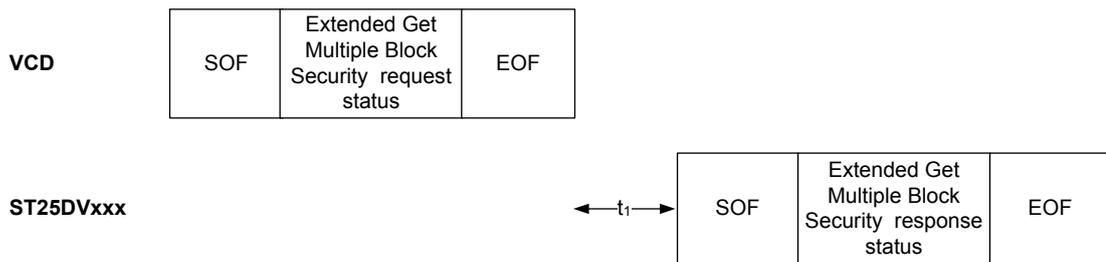 VCD
SOF
Extended Get
Multiple Block
Security request
status
EOF
ST25DVxxx
t1
SOF
Extended Get
Multiple Block
Security response
status
EOF